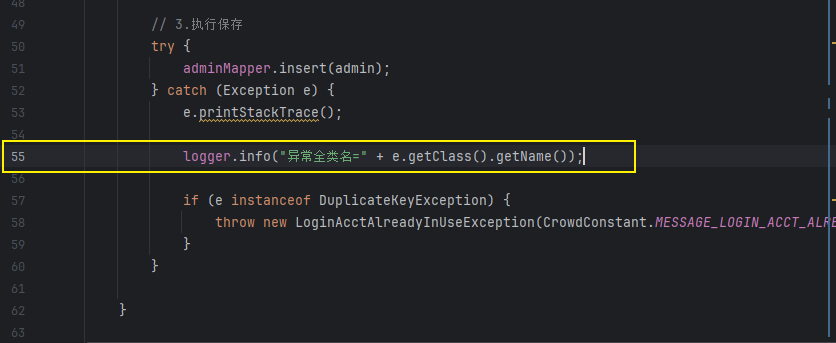 48
49 // 3.执行保存
50 try {
51 adminMapper.insert(admin);
52 } catch (Exception e) {
53 e.printStackTrace();
54
55 logger.info("异常全类名=" + e.getClass().getName());
56
57 if (e instanceof DuplicateKeyException) {
58 throw new LoginAcctAlreadyInUseException(CrowdConstant.MESSAGE_LOGIN_ACCT_ALRE
59 }
60 }
61
62 }
63